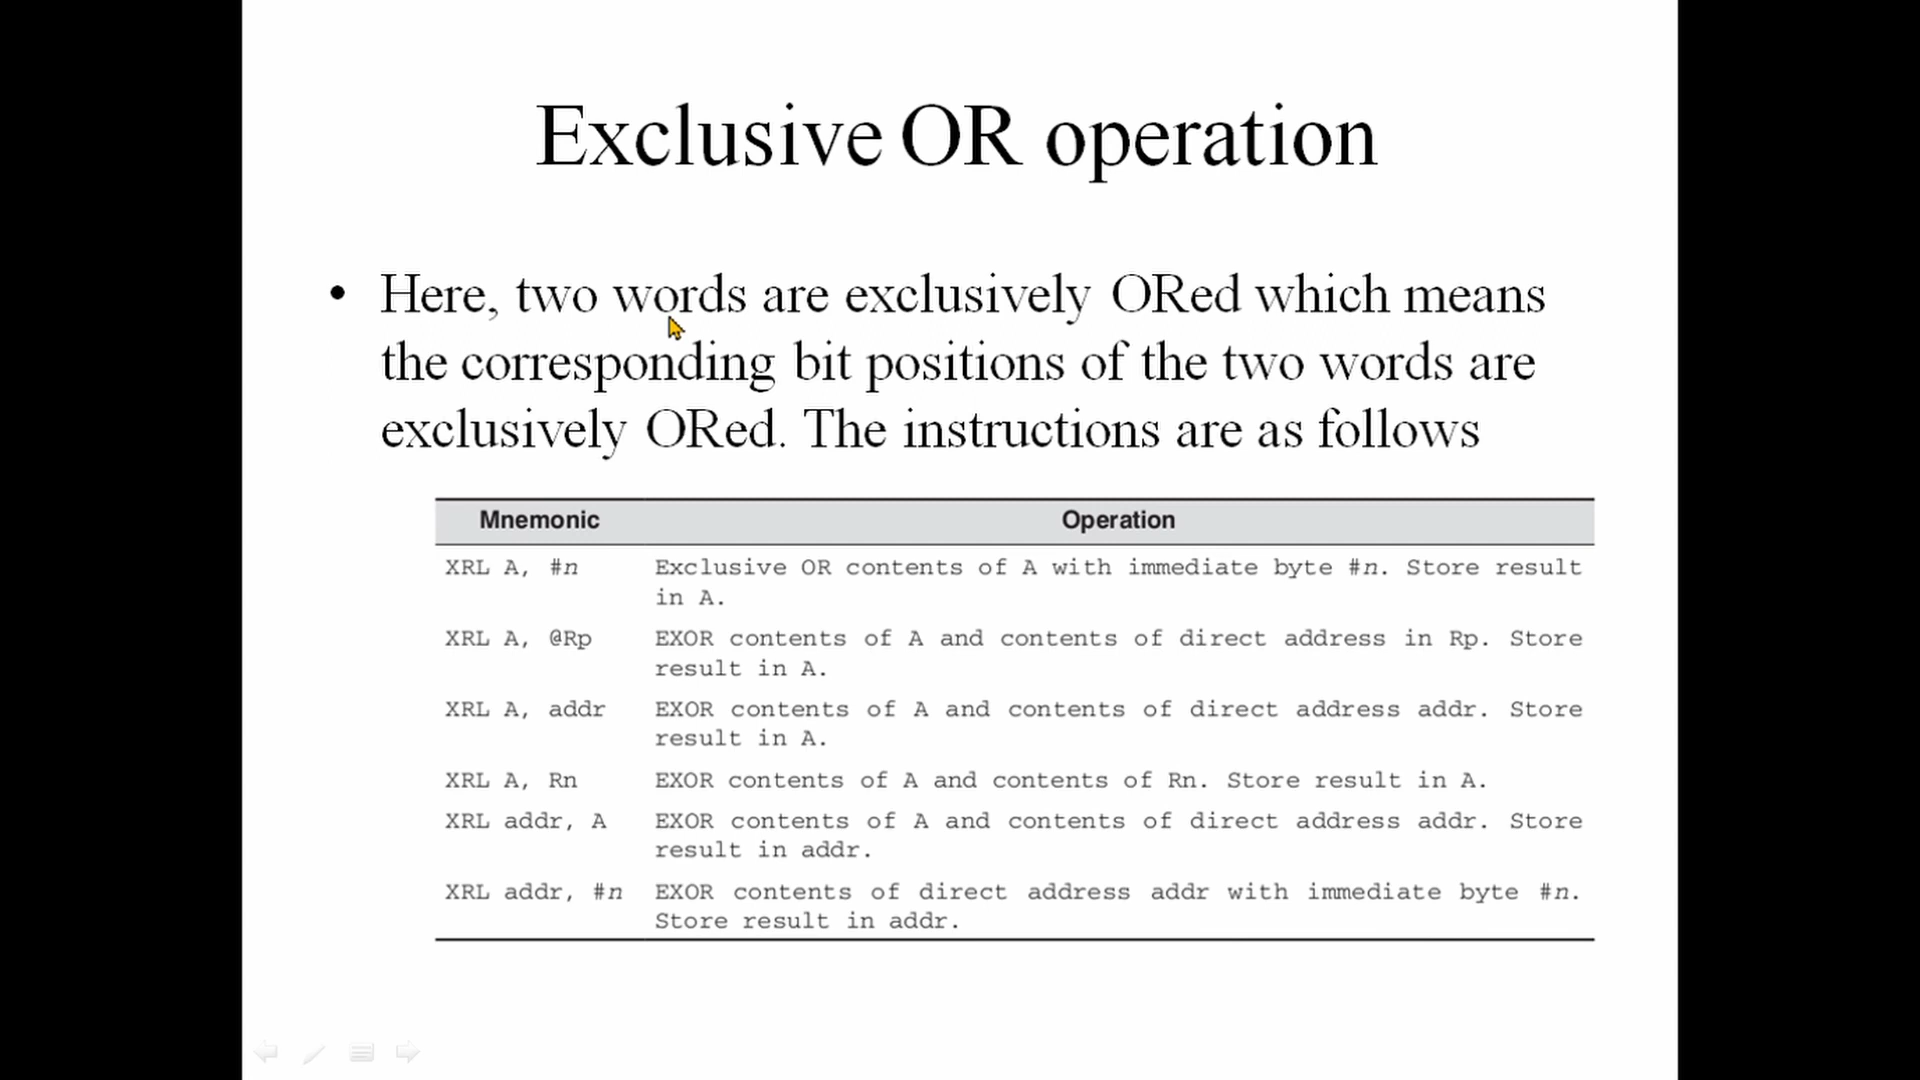 Exclusive OR operation
• Here, two words are exclusively ORed which means
the corresponding bit positions of the two words are
exclusively ORed. The instructions are as follows
Mnemonic Operation
XRL A, #n Exclusive OR contents of A with immediate byte #n. Store result
in A.
XRL A, @Rp EXOR contents of A and contents of direct address in Rp. Store
result in A.
XRL A, addr EXOR contents of A and contents of direct address addr. Store
result in A.
XRL A, Rn EXOR contents of A and contents of Rn. Store result in A.
XRL addr, A EXOR contents of A and contents of direct address addr. Store
result in addr.
XRL addr, #n EXOR contents of direct address addr with immediate byte #n.
Store result in addr.